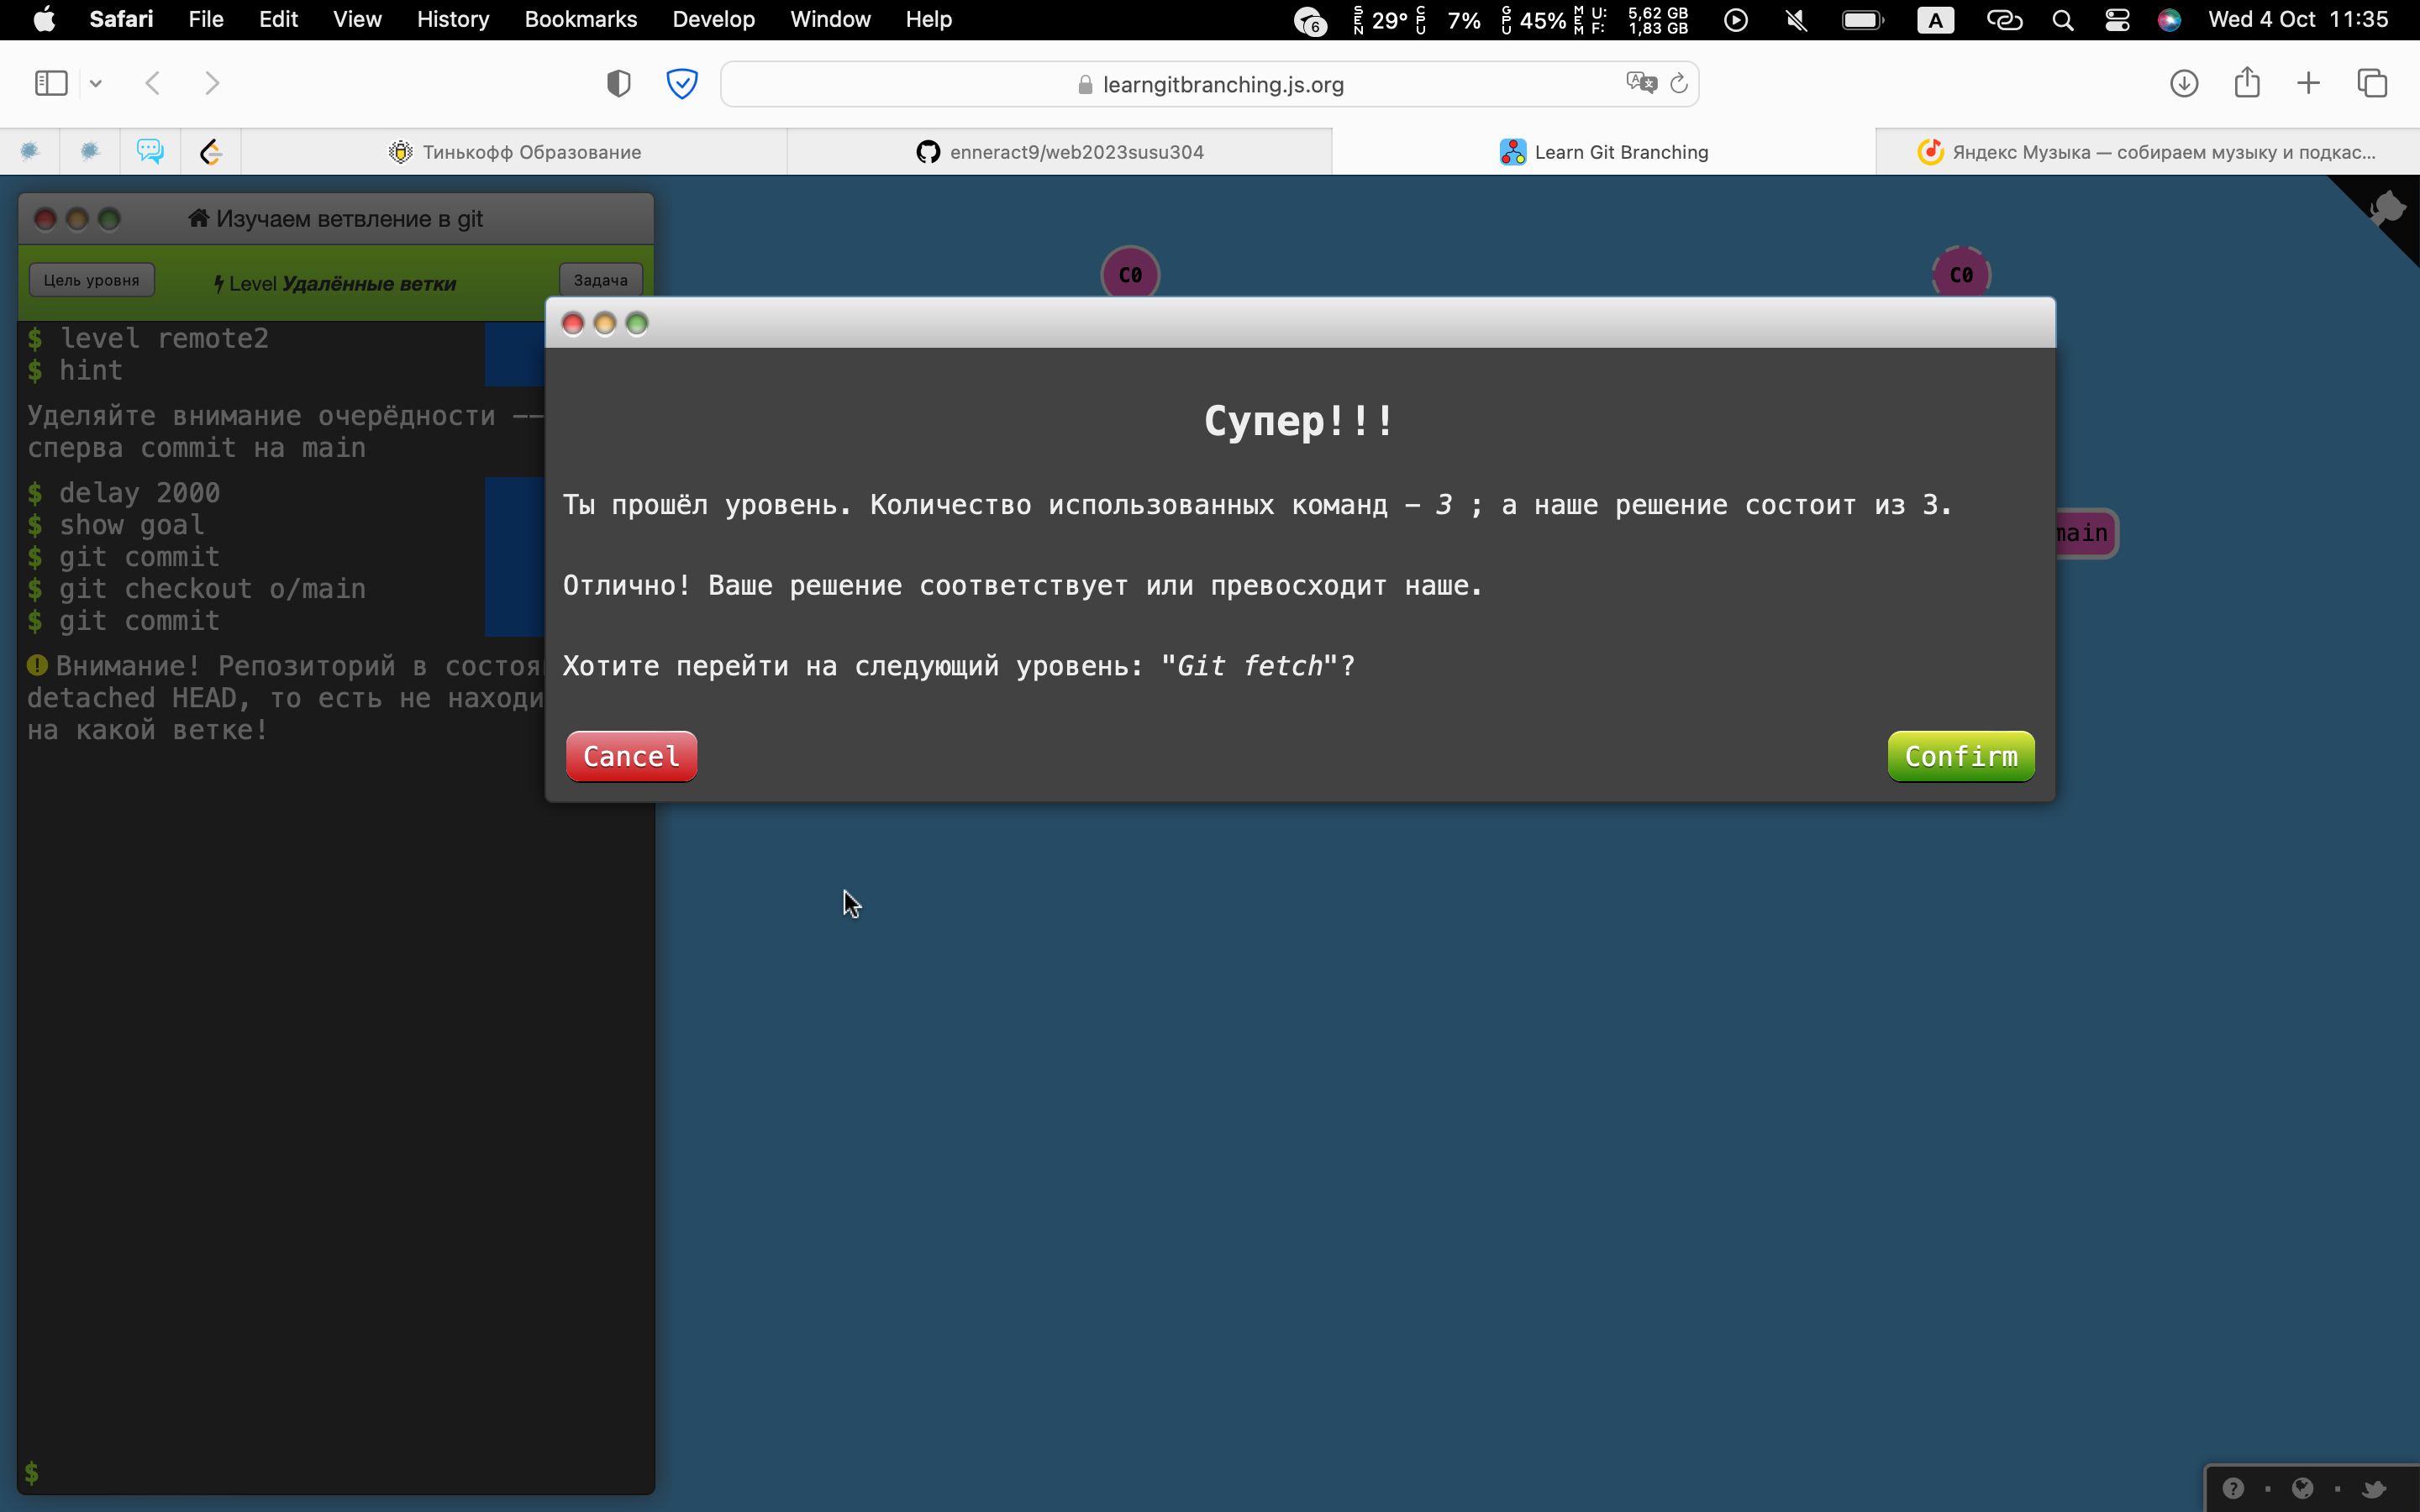 Safari File Edit View History Bookmarks Develop Window Help 6 SEN 29° CPU 7% GPU 45% MEM U: 5,62 GB F: 1,83 GB A Wed 4 Oct 11:35
learngitbranching.js.org
Тинькофф Образование
enneract9/web2023susu304
Learn Git Branching
Яндекс Музыка — собираем музыку и подкас...
Изучаем ветвление в git
Цель уровня
Level Удалённые ветки
Задача
$ level remote2
$ hint
Уделяйте внимание очерёдности --
сперва commit на main
$ delay 2000
$ show goal
$ git commit
$ git checkout o/main
$ git commit
Внимание! Репозиторий в состоя
detached HEAD, то есть не находи
на какой ветке!
$
C0
C0
main
Супер!!!
Ты прошёл уровень. Количество использованных команд – 3 ; а наше решение состоит из 3.
Отлично! Ваше решение соответствует или превосходит наше.
Хотите перейти на следующий уровень: "Git fetch"?
Cancel
Confirm